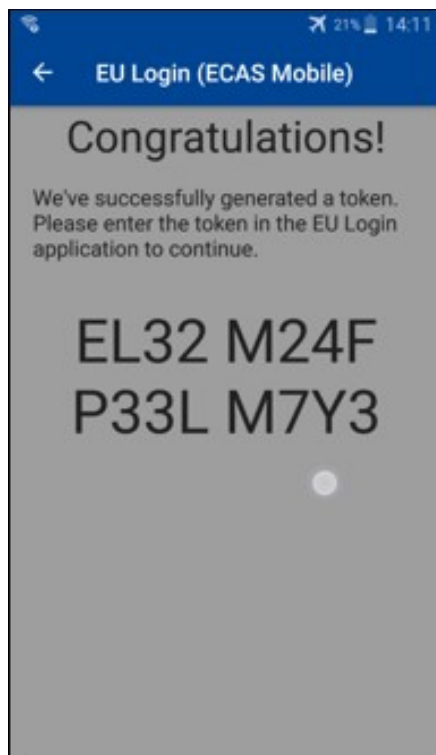 21% 14:11
EU Login (ECAS Mobile)
Congratulations!
We've successfully generated a token.
Please enter the token in the EU Login
application to continue.
EL32 M24F
P33L M7Y3